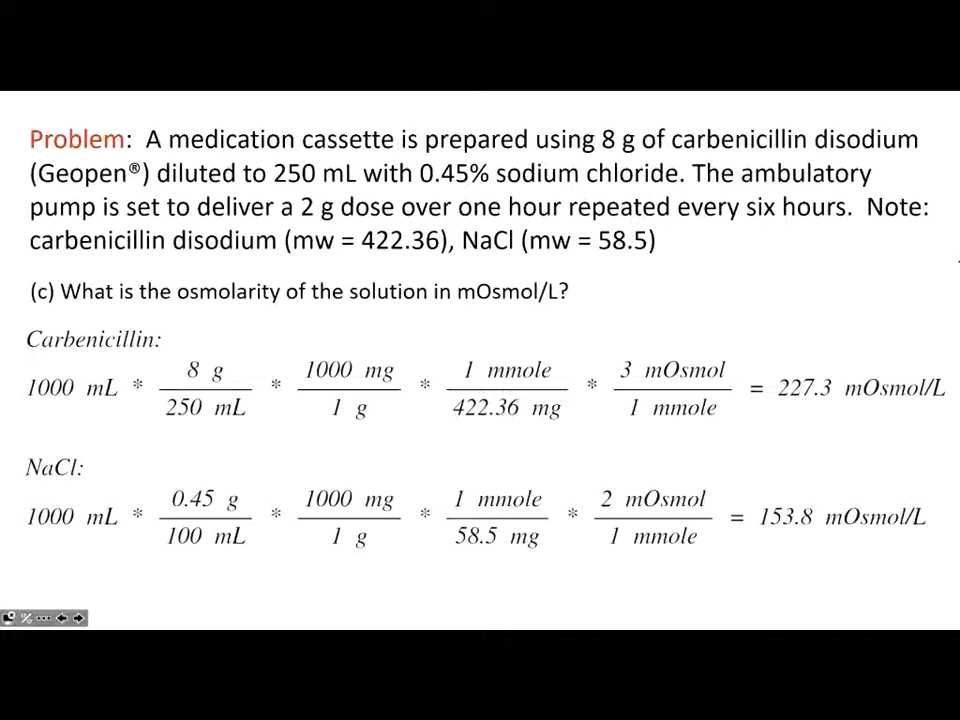 Problem: A medication cassette is prepared using 8 g of carbenicillin disodium
(Geopen®) diluted to 250 mL with 0.45% sodium chloride. The ambulatory
pump is set to deliver a 2 g dose over one hour repeated every six hours. Note:
carbenicillin disodium (mw = 422.36), NaCl (mw = 58.5)
(c) What is the osmolarity of the solution in mOsmol/L?
Carbenicillin:
1000 mL * 8 g / 250 mL * 1000 mg / 1 g * 1 mmole / 422.36 mg * 3 mOsmol / 1 mmole = 227.3 mOsmol/L
NaCl:
1000 mL * 0.45 g / 100 mL * 1000 mg / 1 g * 1 mmole / 58.5 mg * 2 mOsmol / 1 mmole = 153.8 mOsmol/L